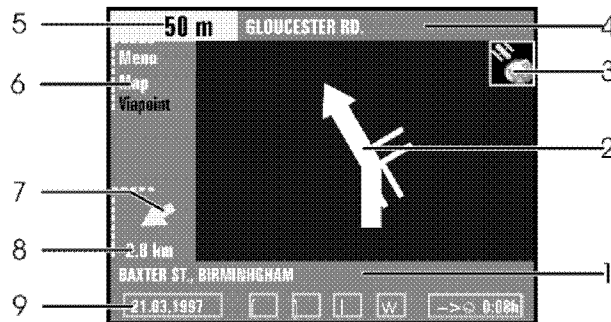 5 50 m GLOUCESTER RD. 4
Menu
3
6 Map
Viapoint
2
7
8 2.8 km
BAXTER ST., BIRMINHGHAM 1
9 21.03.1997 W -> 0:08h